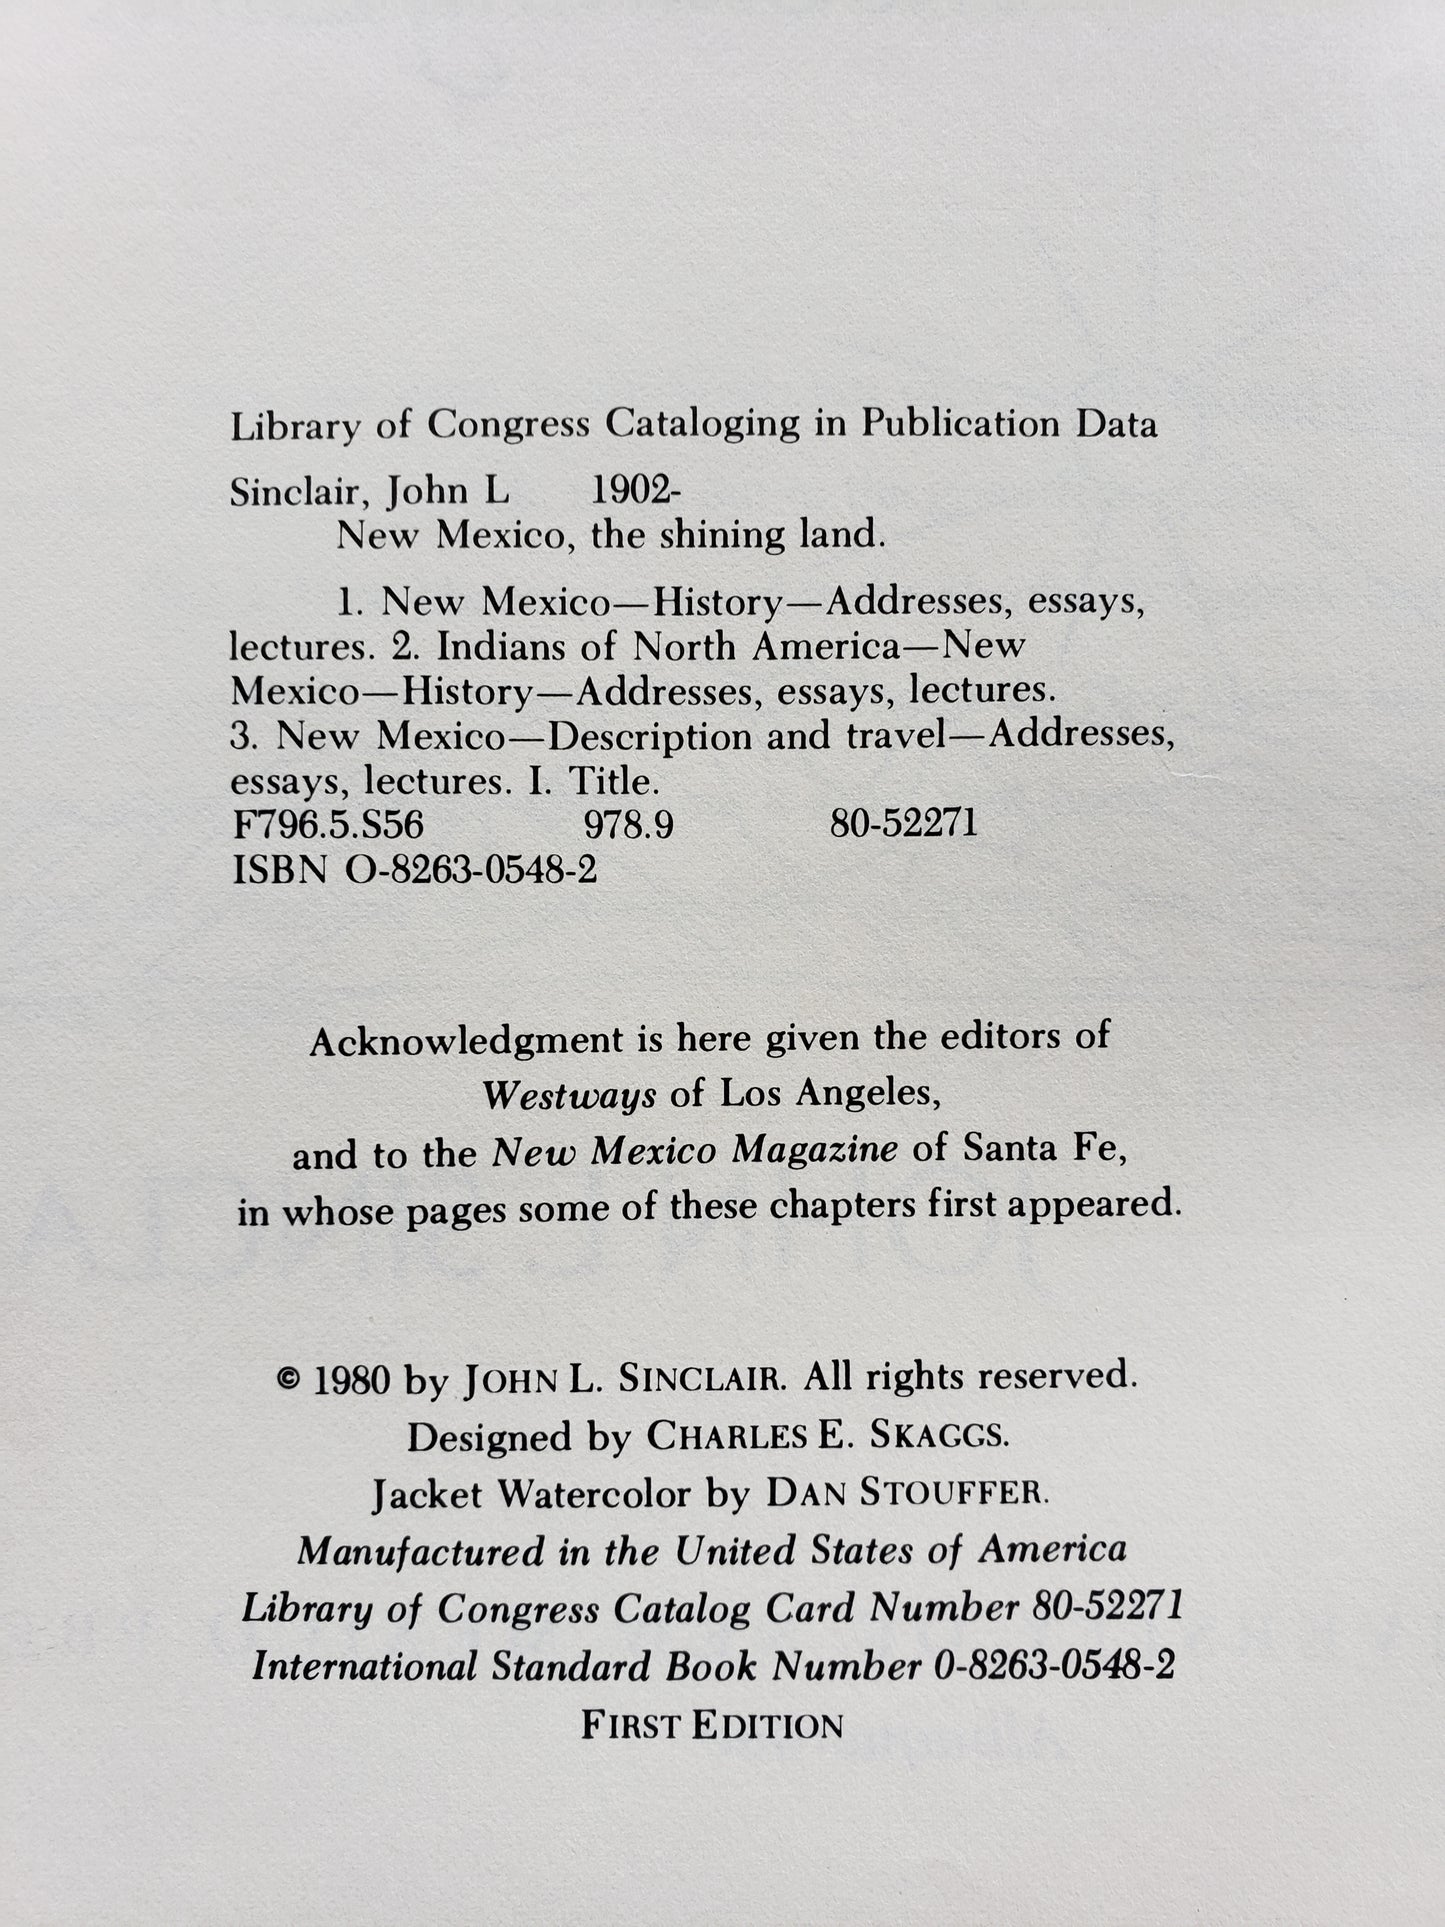 Library of Congress Cataloging in Publication Data
Sinclair, John L 1902-
New Mexico, the shining land.
1. New Mexico—History—Addresses, essays,
lectures. 2. Indians of North America—New
Mexico—History—Addresses, essays, lectures.
3. New Mexico—Description and travel—Addresses,
essays, lectures. I. Title.
F796.5.S56 978.9 80-52271
ISBN O-8263-0548-2
Acknowledgment is here given the editors of
Westways of Los Angeles,
and to the New Mexico Magazine of Santa Fe,
in whose pages some of these chapters first appeared.
© 1980 by JOHN L. SINCLAIR. All rights reserved.
Designed by CHARLES E. SKAGGS.
Jacket Watercolor by DAN STOUFFER.
Manufactured in the United States of America
Library of Congress Catalog Card Number 80-52271
International Standard Book Number 0-8263-0548-2
FIRST EDITION